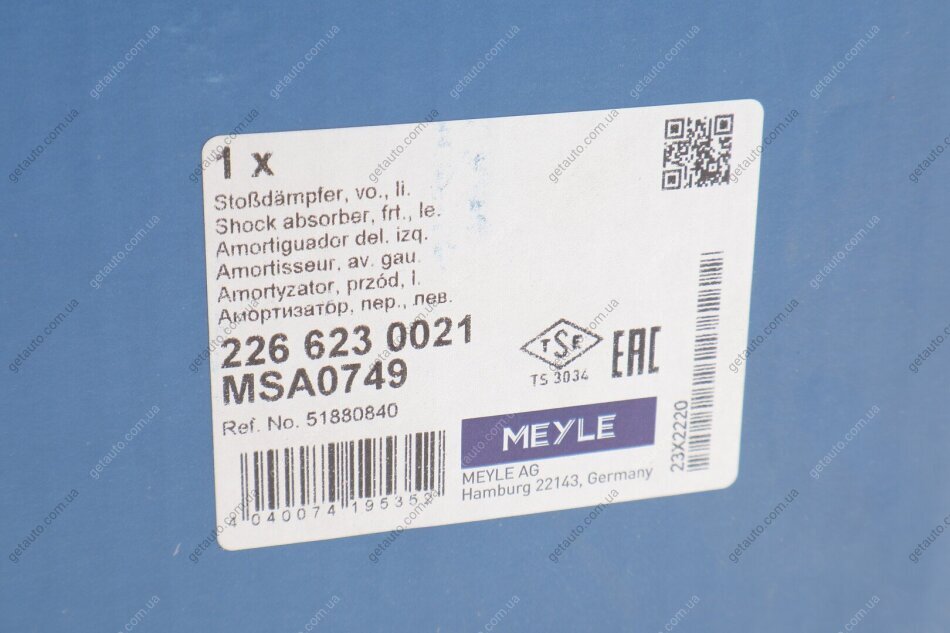 1 x
Stoßdämpfer, vo., li.
Shock absorber, frt., le.
Amortiguador del. izq.
Amortisseur, av. gau.
Amortyzator, przód, l.
Амортизатор, пер., лев.
226 623 0021
MSA0749
Ref. No. 51880840
4 040074 195352
TSE
TS 3034
EAC
MEYLE
MEYLE AG
Hamburg 22143, Germany
23X2220
getauto.com.ua